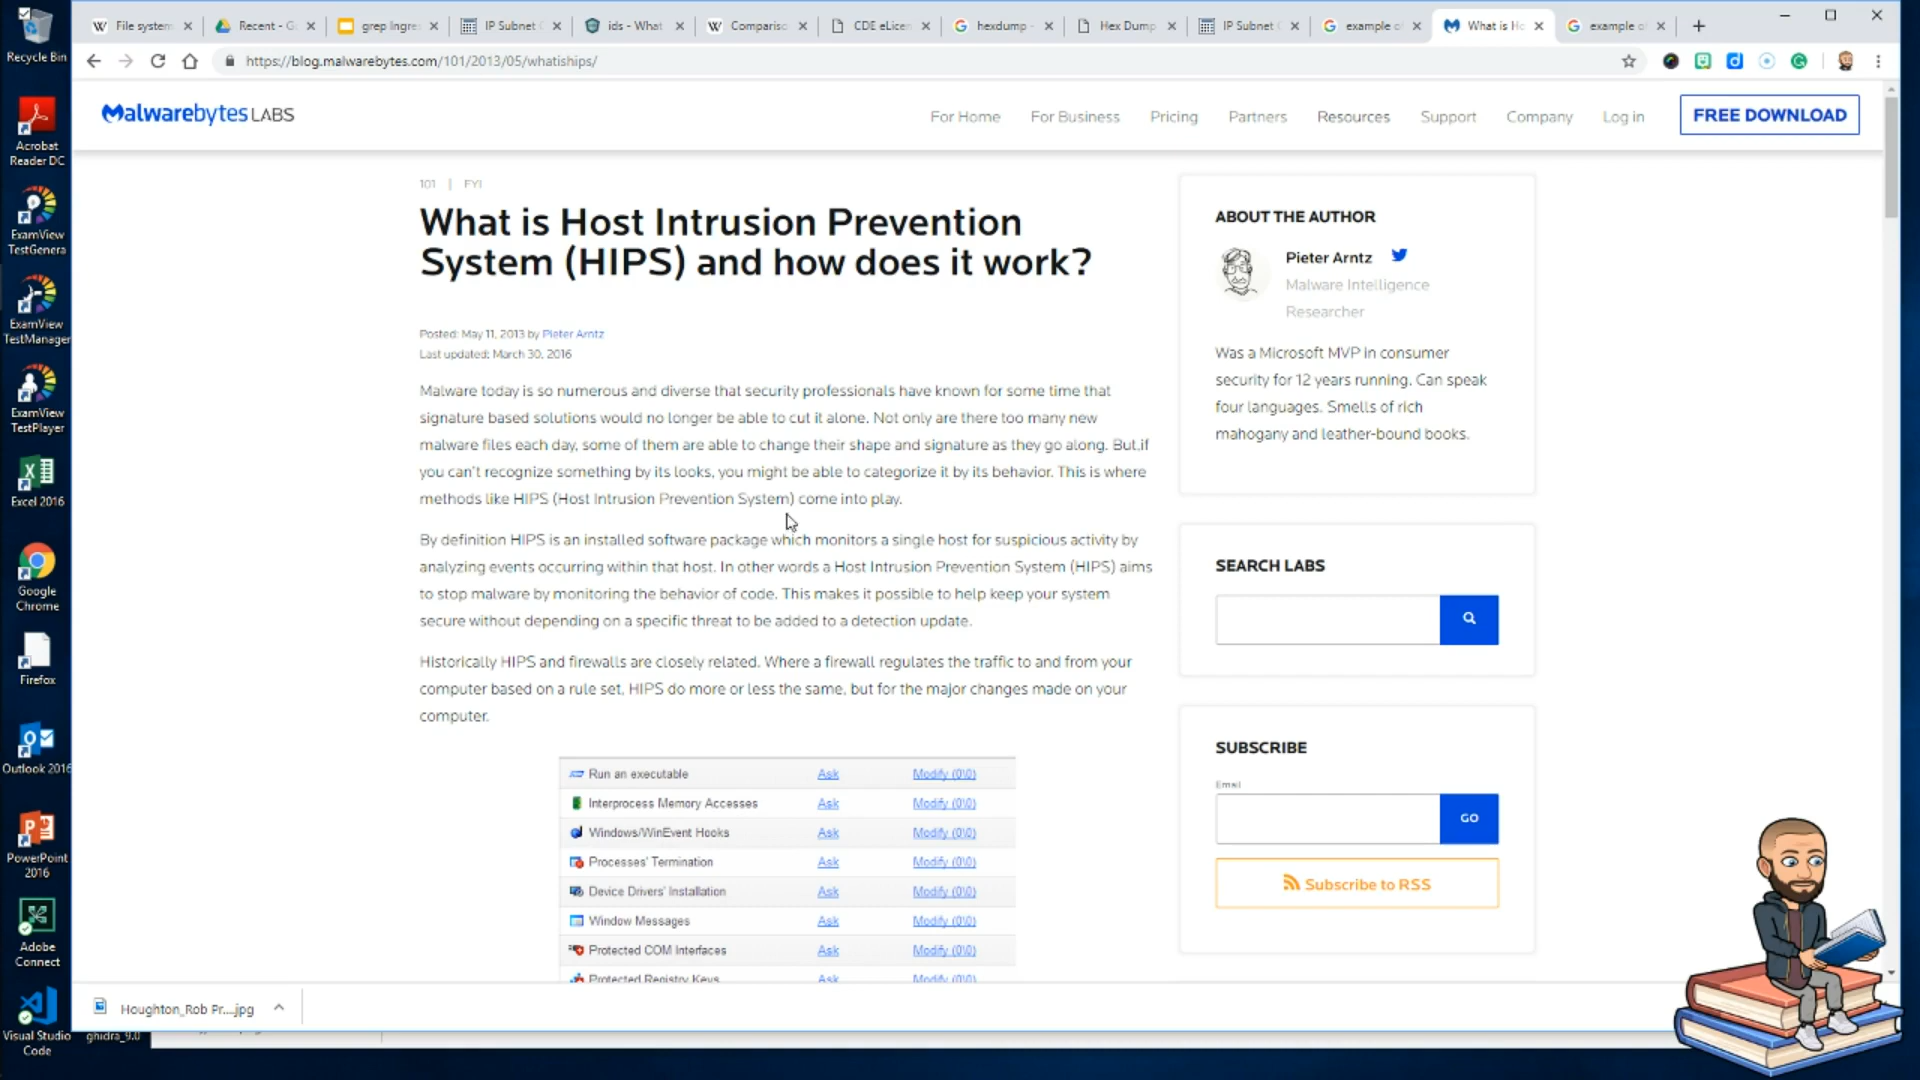 Recycle Bin
Acrobat
Reader DC
ExamView
TestGenera
ExamView
TestManager
ExamView
TestPlayer
Excel 2016
Google
Chrome
Firefox
Outlook 2016
PowerPoint
2016
Adobe
Connect
Visual Studio
Code
ghidra_9.0
File system
Recent - G
grep Ingre
IP Subnet
ids - What
Comparis
CDE eLicen
hexdump -
Hex Dump
IP Subnet
example o
What is Ho
example o
https://blog.malwarebytes.com/101/2013/05/whatiships/
Malwarebytes LABS
For Home
For Business
Pricing
Partners
Resources
Support
Company
Log in
FREE DOWNLOAD
101 | FYI
What is Host Intrusion Prevention
System (HIPS) and how does it work?
Posted: May 11, 2013 by Pieter Arntz
Last updated: March 30, 2016
Malware today is so numerous and diverse that security professionals have known for some time that
signature based solutions would no longer be able to cut it alone. Not only are there too many new
malware files each day, some of them are able to change their shape and signature as they go along. But,if
you can't recognize something by its looks, you might be able to categorize it by its behavior. This is where
methods like HIPS (Host Intrusion Prevention System) come into play.
By definition HIPS is an installed software package which monitors a single host for suspicious activity by
analyzing events occurring within that host. In other words a Host Intrusion Prevention System (HIPS) aims
to stop malware by monitoring the behavior of code. This makes it possible to help keep your system
secure without depending on a specific threat to be added to a detection update.
Historically HIPS and firewalls are closely related. Where a firewall regulates the traffic to and from your
computer based on a rule set, HIPS do more or less the same, but for the major changes made on your
computer.
Run an executable Ask Modify (0\0)
Interprocess Memory Accesses Ask Modify (0\0)
Windows/WinEvent Hooks Ask Modify (0\0)
Processes' Termination Ask Modify (0\0)
Device Drivers' Installation Ask Modify (0\0)
Window Messages Ask Modify (0\0)
Protected COM Interfaces Ask Modify (0\0)
Protected Registry Keys Ask Modify (0\0)
ABOUT THE AUTHOR
Pieter Arntz
Malware Intelligence
Researcher
Was a Microsoft MVP in consumer
security for 12 years running. Can speak
four languages. Smells of rich
mahogany and leather-bound books.
SEARCH LABS
SUBSCRIBE
Email
GO
Subscribe to RSS
Houghton_Rob Pr....jpg